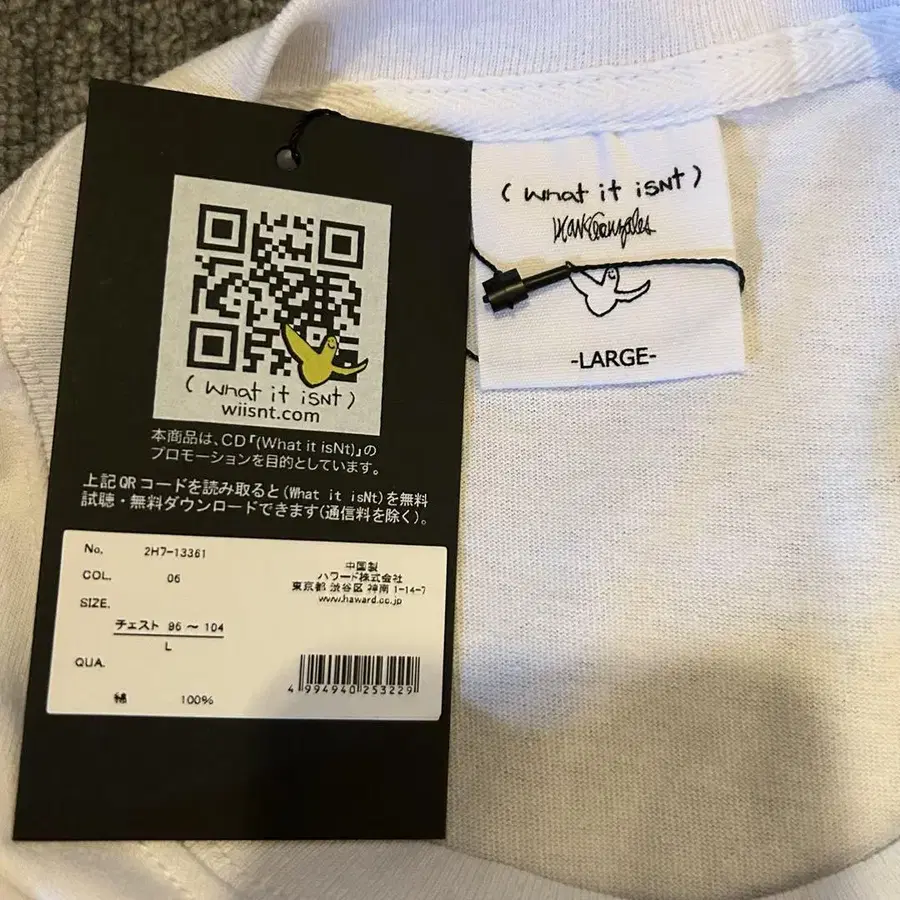 ( What it isNt )
wiisnt.com
本商品は、CD「(What it isNt)」の
プロモーションを目的としています。
上記QRコードを読み取ると(What it isNt)を無料
試聴・無料ダウンロードできます(通信料を除く)。
No. 2H7-13361
COL. 06
SIZE.
チェスト 96 ～ 104
L
QUA.
綿 100%
中国製
ハワード株式会社
東京都 渋谷区 神南 1-14-7
www.haward.co.jp
4 994940 253229
( What it isNt )
Mark Gonzales
-LARGE-